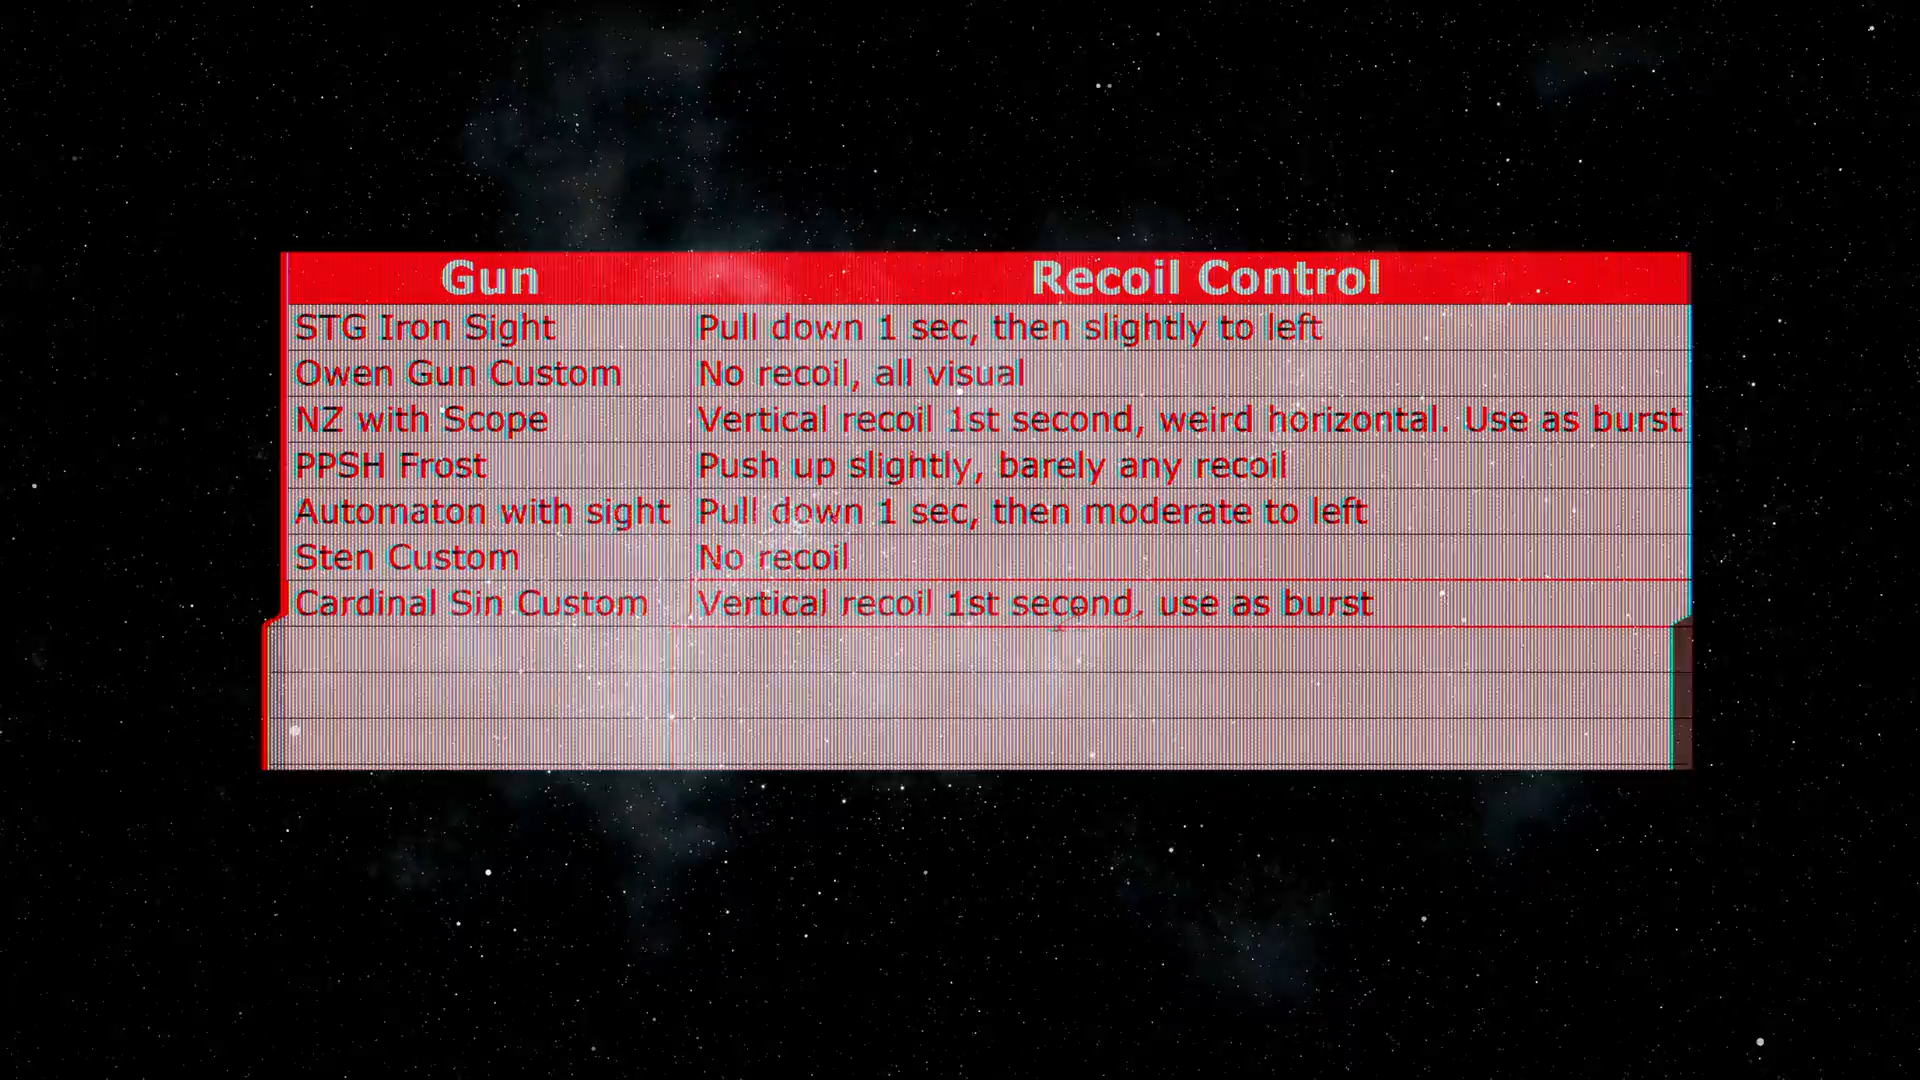 Gun Recoil Control
STG Iron Sight Pull down 1 sec, then slightly to left
Owen Gun Custom No recoil, all visual
NZ with Scope Vertical recoil 1st second, weird horizontal. Use as burst
PPSH Frost Push up slightly, barely any recoil
Automaton with sight Pull down 1 sec, then moderate to left
Sten Custom No recoil
Cardinal Sin Custom Vertical recoil 1st second, use as burst